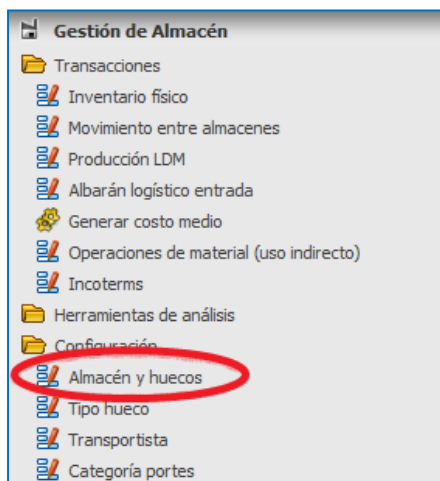 Gestión de Almacén
Transacciones
Inventario físico
Movimiento entre almacenes
Producción LDM
Albarán logístico entrada
Generar costo medio
Operaciones de material (uso indirecto)
Incoterms
Herramientas de análisis
Configuración
Almacén y huecos
Tipo hueco
Transportista
Categoría portes